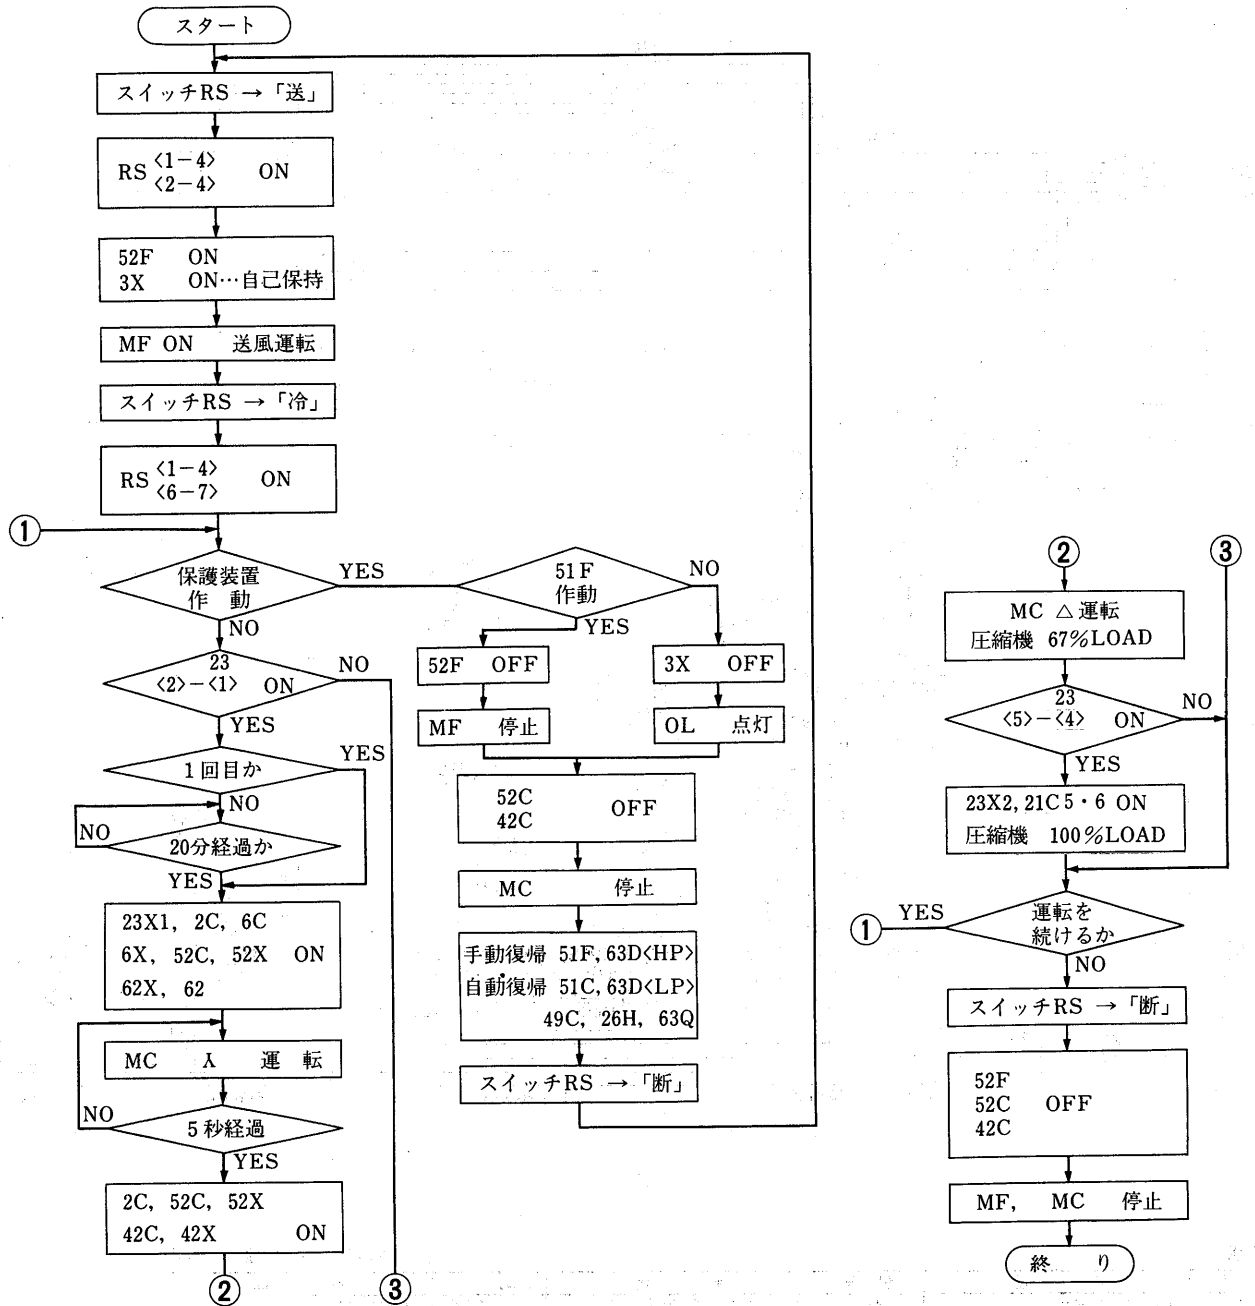 スタート
スイッチRS → 「送」
RS 〈1−4〉 ON
〈2−4〉
52F ON
3X ON…自己保持
MF ON 送風運転
スイッチRS → 「冷」
RS 〈1−4〉 ON
〈6−7〉
①
保護装置
作 動
YES
NO
51F
作動
NO
YES
52F OFF
MF 停止
3X OFF
OL 点灯
52C
42C OFF
MC 停止
手動復帰 51F, 63D<HP>
自動復帰 51C, 63D<LP>
49C, 26H, 63Q
スイッチRS → 「断」
23
<2>−<1> ON
NO
YES
1回目か
YES
NO
20分経過か
NO
YES
23X1, 2C, 6C
6X, 52C, 52X ON
62X, 62
MC 人 運 転
5秒経過
NO
YES
2C, 52C, 52X
42C, 42X ON
②
③
②
③
MC △運転
圧縮機 67%LOAD
23
<5>−<4> ON
NO
YES
23X2, 21C5・6 ON
圧縮機 100%LOAD
運転を
続けるか
YES
①
NO
スイッチRS → 「断」
52F
52C OFF
42C
MF, MC 停止
終 り